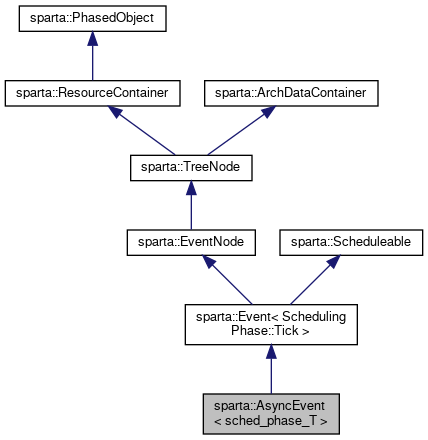 sparta::PhasedObject
sparta::ResourceContainer
sparta::ArchDataContainer
sparta::TreeNode
sparta::EventNode
sparta::Scheduleable
sparta::Event< Scheduling
Phase::Tick >
sparta::AsyncEvent
< sched_phase_T >